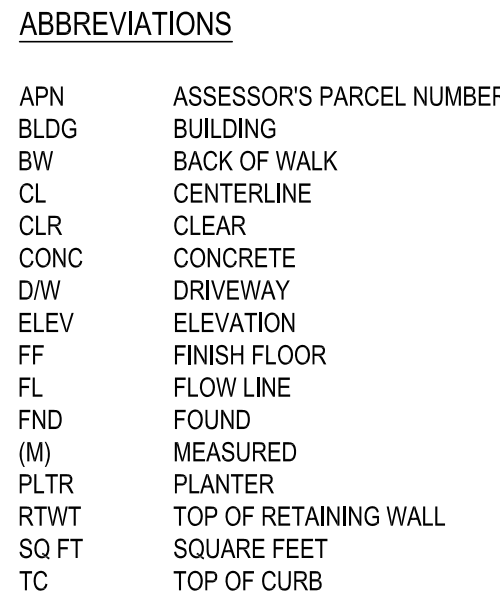 ABBREVIATIONS
APN ASSESSOR'S PARCEL NUMBER
BLDG BUILDING
BW BACK OF WALK
CL CENTERLINE
CLR CLEAR
CONC CONCRETE
D/W DRIVEWAY
ELEV ELEVATION
FF FINISH FLOOR
FL FLOW LINE
FND FOUND
(M) MEASURED
PLTR PLANTER
RTWT TOP OF RETAINING WALL
SQ FT SQUARE FEET
TC TOP OF CURB